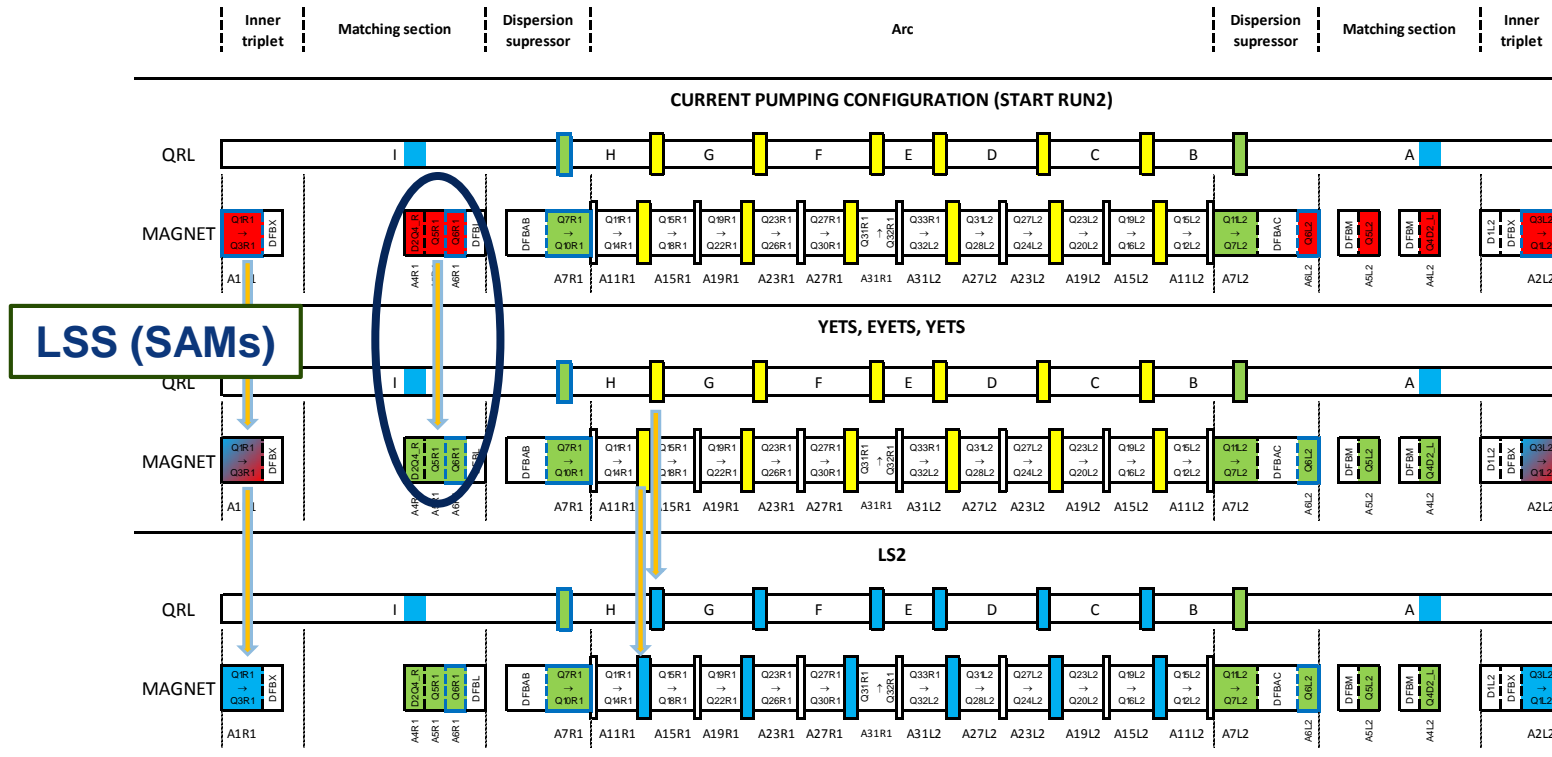 Inner
triplet
Matching section
Dispersion
supressor
Arc
Dispersion
supressor
Matching section
Inner
triplet
CURRENT PUMPING CONFIGURATION (START RUN2)
QRL I H G F E D C B A
MAGNET
Q1R1 → Q3R1
DFBX
D2Q4_R
Q5R1
Q6R1
DFBAB
Q7R1 → Q10R1
Q11R1 → Q14R1
Q15R1 → Q18R1
Q19R1 → Q22R1
Q23R1 → Q26R1
Q27R1 → Q30R1
Q31R1 → Q32R1
Q33R1 → Q32L2
Q31L2 → Q28L2
Q27L2 → Q24L2
Q23L2 → Q20L2
Q19L2 → Q16L2
Q15L2 → Q12L2
Q11L2 → Q7L2
DFBAC
Q6L2
DFBM
Q5L2
DFBM
Q4D2_L
D1L2
DFBX
Q3L2 → Q1L2
A4R1 A6R1 A7R1 A11R1 A15R1 A19R1 A23R1 A27R1 A31R1 A31L2 A27L2 A23L2 A19L2 A15L2 A11L2 A7L2 A6L2 A5L2 A4L2 A2L2
LSS (SAMs)
YETS, EYETS, YETS
QRL I H G F E D C B A
MAGNET
Q1R1 → Q3R1
DFBX
D2Q4_R
Q5R1
Q6R1
DFBAB
Q7R1 → Q10R1
Q11R1 → Q14R1
Q15R1 → Q18R1
Q19R1 → Q22R1
Q23R1 → Q26R1
Q27R1 → Q30R1
Q31R1 → Q32R1
Q33R1 → Q32L2
Q31L2 → Q28L2
Q27L2 → Q24L2
Q23L2 → Q20L2
Q19L2 → Q16L2
Q15L2 → Q12L2
Q11L2 → Q7L2
DFBAC
Q6L2
DFBM
Q5L2
DFBM
Q4D2_L
D1L2
DFBX
Q3L2 → Q1L2
A7R1 A11R1 A15R1 A19R1 A23R1 A27R1 A31R1 A31L2 A27L2 A23L2 A19L2 A15L2 A11L2 A7L2 A6L2 A5L2 A4L2 A2L2
LS2
QRL I H G F E D C B A
MAGNET
Q1R1 → Q3R1
DFBX
D2Q4_R
Q5R1
Q6R1
DFBL
DFBAB
Q7R1 → Q10R1
Q11R1 → Q14R1
Q15R1 → Q18R1
Q19R1 → Q22R1
Q23R1 → Q26R1
Q27R1 → Q30R1
Q31R1 → Q32R1
Q33R1 → Q32L2
Q31L2 → Q28L2
Q27L2 → Q24L2
Q23L2 → Q20L2
Q19L2 → Q16L2
Q15L2 → Q12L2
Q11L2 → Q7L2
DFBAC
Q6L2
DFBM
Q5L2
DFBM
Q4D2_L
D1L2
DFBX
Q3L2 → Q1L2
A1R1 A4R1 A5R1 A6R1 A7R1 A11R1 A15R1 A19R1 A23R1 A27R1 A31R1 A31L2 A27L2 A23L2 A19L2 A15L2 A11L2 A7L2 A6L2 A5L2 A4L2 A2L2